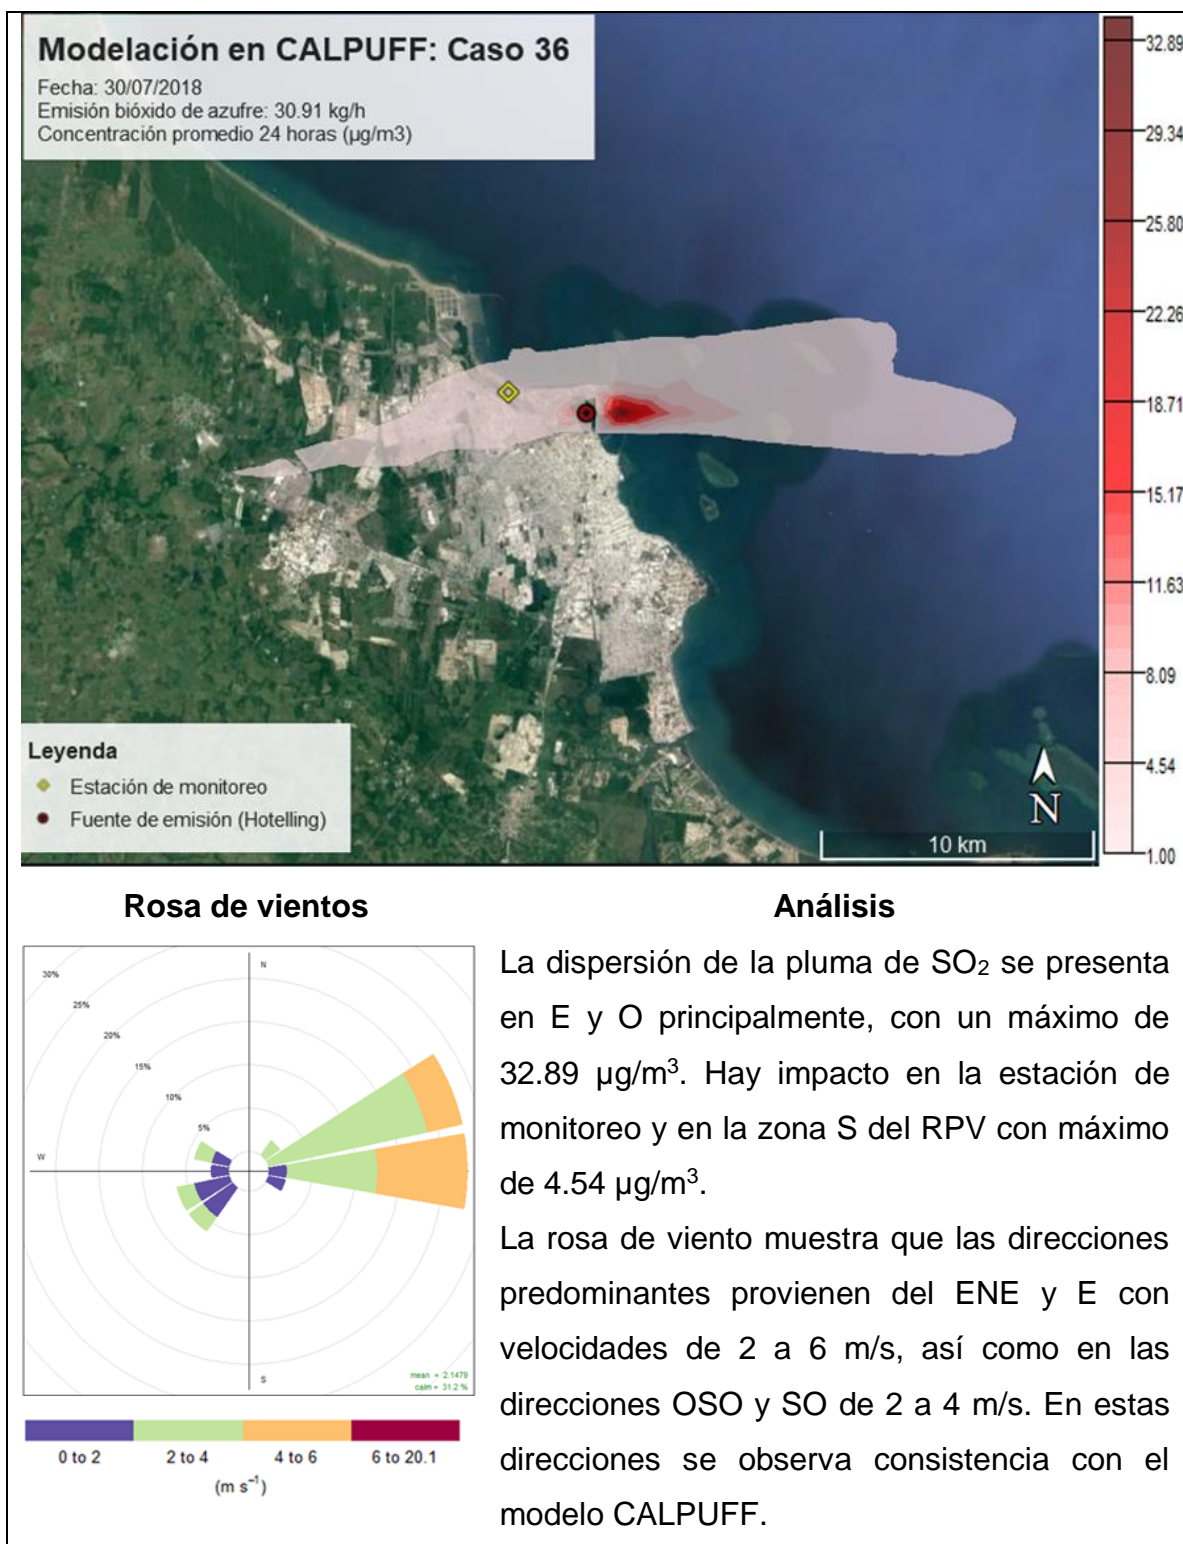 Modelación en CALPUFF: Caso 36
Fecha: 30/07/2018
Emisión bióxido de azufre: 30.91 kg/h
Concentración promedio 24 horas (µg/m3)
32.89
29.34
25.80
22.26
18.71
15.17
11.63
8.09
4.54
1.00
Leyenda
Estación de monitoreo
Fuente de emisión (Hotelling)
N
10 km
Rosa de vientos
30%
25%
20%
15%
10%
5%
N
W
S
mean = 2.1479
calm = 31.2 %
0 to 2
2 to 4
4 to 6
6 to 20.1
(m s⁻¹)
Análisis
La dispersión de la pluma de SO₂ se presenta
en E y O principalmente, con un máximo de
32.89 µg/m³. Hay impacto en la estación de
monitoreo y en la zona S del RPV con máximo
de 4.54 µg/m³.
La rosa de viento muestra que las direcciones
predominantes provienen del ENE y E con
velocidades de 2 a 6 m/s, así como en las
direcciones OSO y SO de 2 a 4 m/s. En estas
direcciones se observa consistencia con el
modelo CALPUFF.